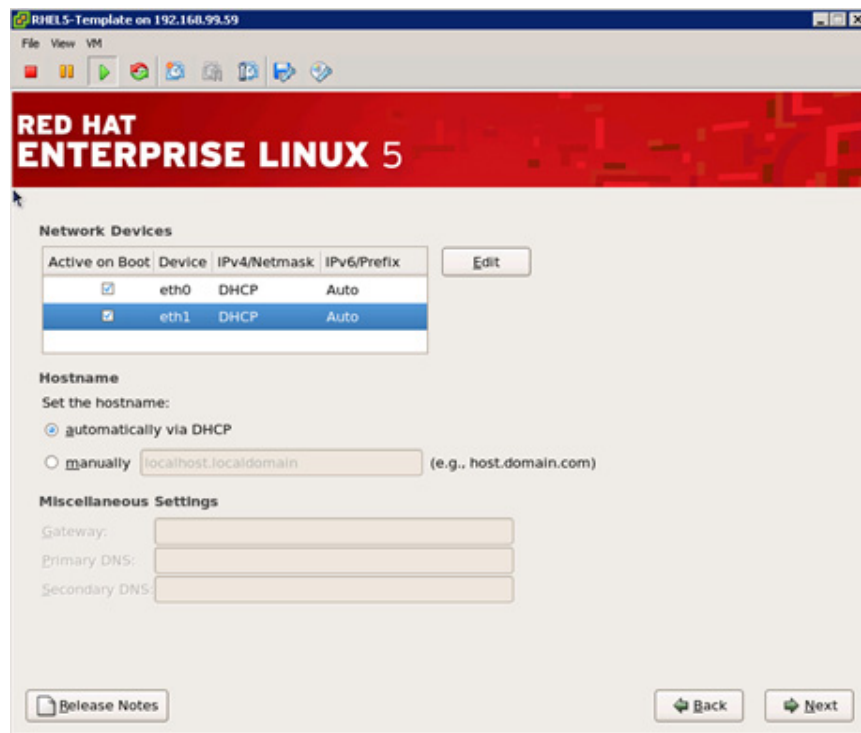 RHEL5-Template on 192.168.99.59
File View VM
RED HAT
ENTERPRISE LINUX 5
Network Devices
Active on Boot Device IPv4/Netmask IPv6/Prefix
eth0 DHCP Auto
eth1 DHCP Auto
Edit
Hostname
Set the hostname:
automatically via DHCP
manually localhost.localdomain (e.g., host.domain.com)
Miscellaneous Settings
Gateway:
Primary DNS:
Secondary DNS:
Release Notes Back Next